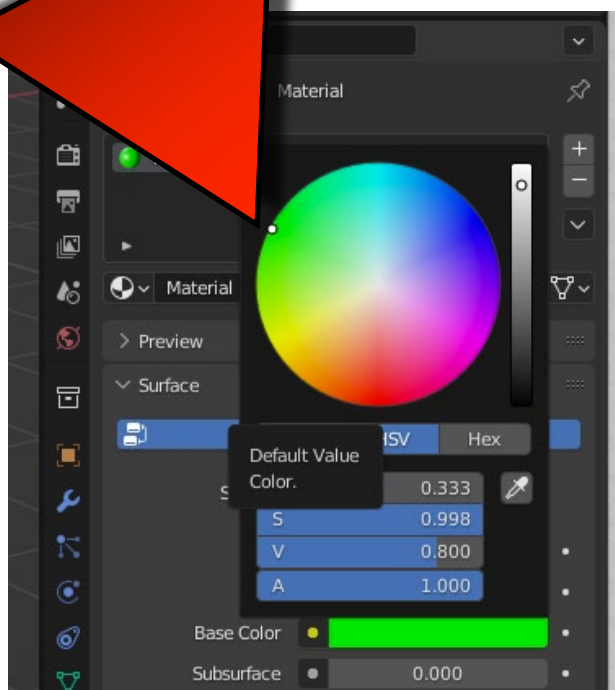 Material
Material
Preview
Surface
HSV Hex
Default Value
Color.
S 0.333
S 0.998
V 0.800
A 1.000
Base Color
Subsurface 0.000